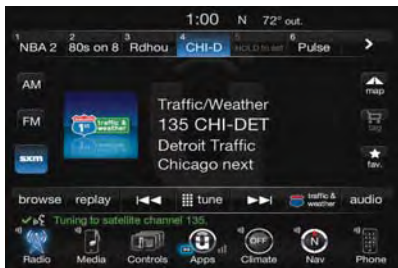 1:00 N 72° out.
1 2 3 4 5 6
NBA 2 80s on 8 Rdhou CHI-D HOLD to set Pulse
AM
Traffic/Weather
map
FM
1st traffic & weather
135 CHI-DET
tag
Detroit Traffic
sxm
Chicago next
fav.
browse replay tune traffic & weather audio
Tuning to satellite channel 135.
Radio Media Controls Apps OFF Climate N Nav Phone